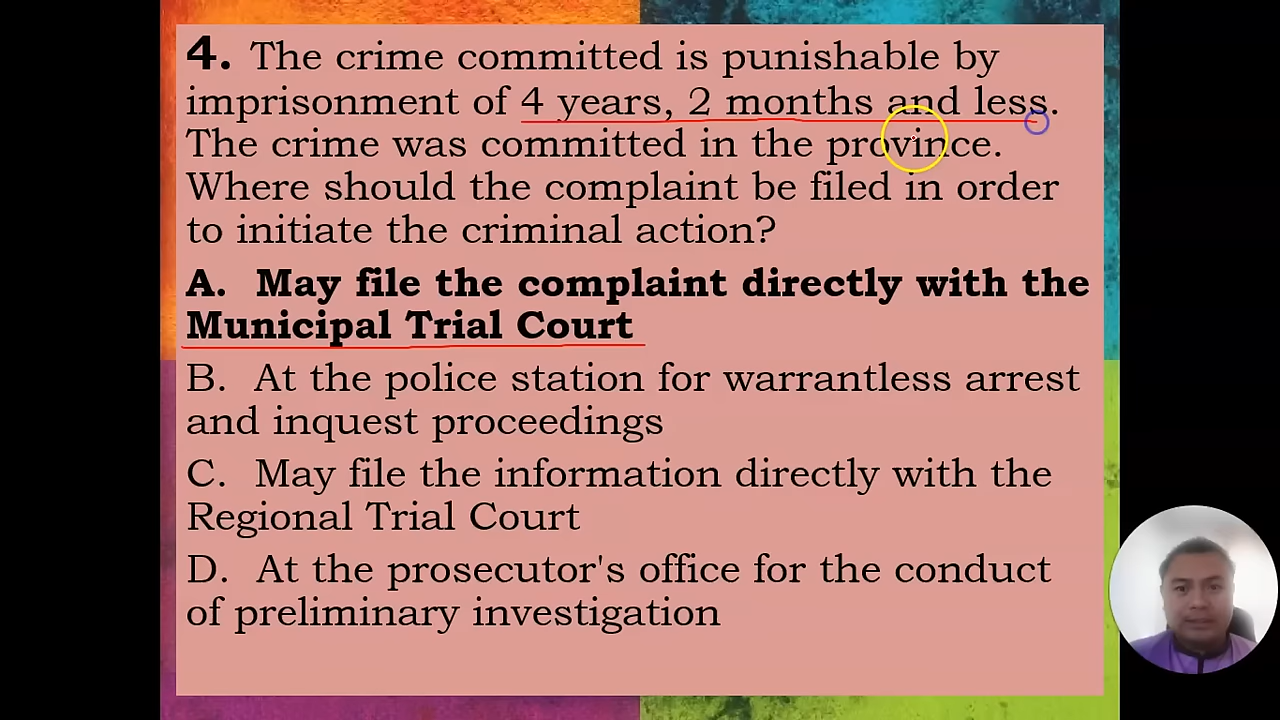 4. The crime committed is punishable by
imprisonment of 4 years, 2 months and less.
The crime was committed in the province.
Where should the complaint be filed in order
to initiate the criminal action?
A. May file the complaint directly with the
Municipal Trial Court
B. At the police station for warrantless arrest
and inquest proceedings
C. May file the information directly with the
Regional Trial Court
D. At the prosecutor's office for the conduct
of preliminary investigation